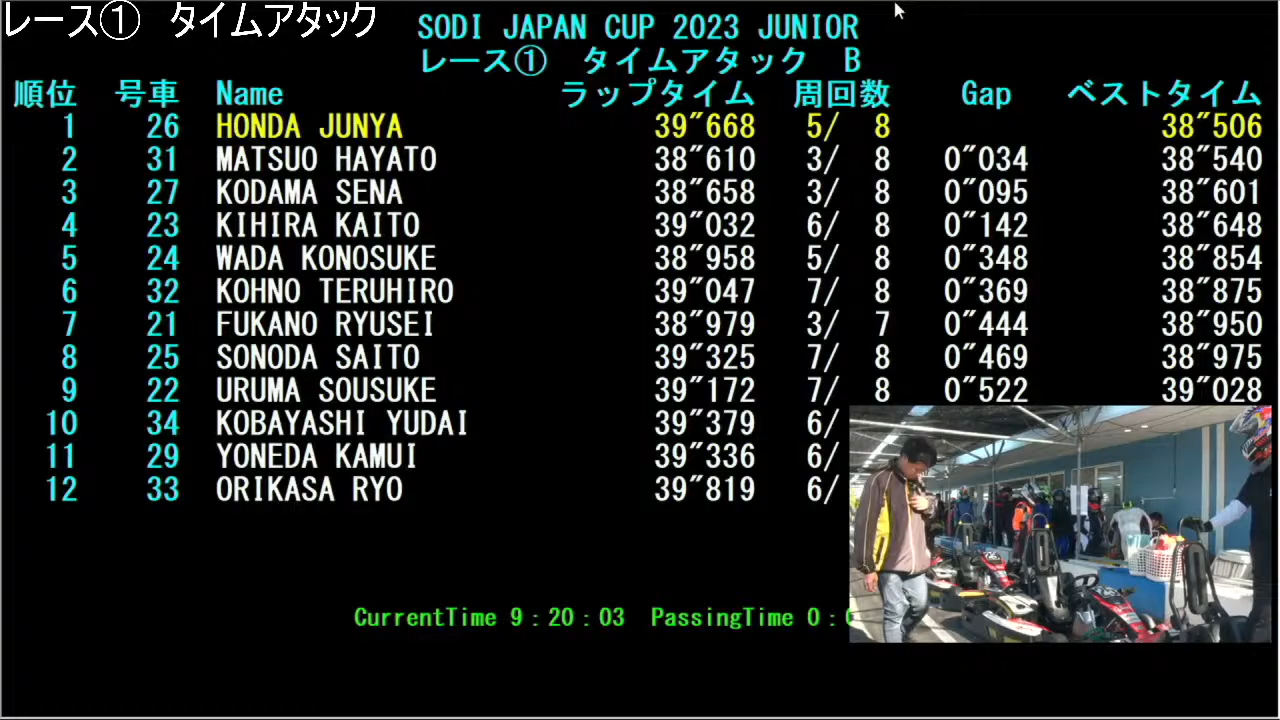 レース① タイムアタック
SODI JAPAN CUP 2023 JUNIOR
レース① タイムアタック B
順位 号車 Name ラップタイム 周回数 Gap ベストタイム
1 26 HONDA JUNYA 39"668 5/ 8 38"506
2 31 MATSUO HAYATO 38"610 3/ 8 0"034 38"540
3 27 KODAMA SENA 38"658 3/ 8 0"095 38"601
4 23 KIHIRA KAITO 39"032 6/ 8 0"142 38"648
5 24 WADA KONOSUKE 38"958 5/ 8 0"348 38"854
6 32 KOHNO TERUHIRO 39"047 7/ 8 0"369 38"875
7 21 FUKANO RYUSEI 38"979 3/ 7 0"444 38"950
8 25 SONODA SAITO 39"325 7/ 8 0"469 38"975
9 22 URUMA SOUSUKE 39"172 7/ 8 0"522 39"028
10 34 KOBAYASHI YUDAI 39"379 6/
11 29 YONEDA KAMUI 39"336 6/
12 33 ORIKASA RYO 39"819 6/
CurrentTime 9:20:03 PassingTime 0: